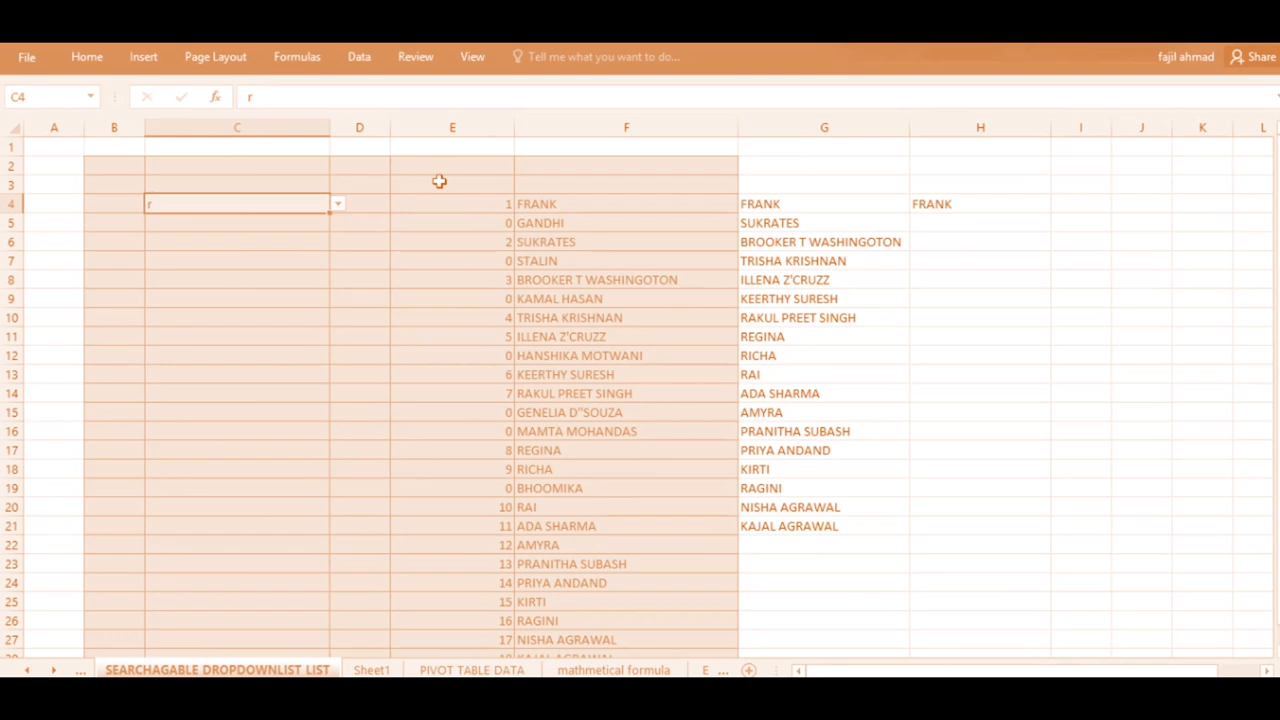 File Home Insert Page Layout Formulas Data Review View Tell me what you want to do... fajil ahmad Share
C4 fx r
A B C D E F G H I J K L
1
2
3
4 r 1 FRANK FRANK FRANK
5 0 GANDHI SUKRATES
6 2 SUKRATES BROOKER T WASHINGOTON
7 0 STALIN TRISHA KRISHNAN
8 3 BROOKER T WASHINGOTON ILLENA Z'CRUZZ
9 0 KAMAL HASAN KEERTHY SURESH
10 4 TRISHA KRISHNAN RAKUL PREET SINGH
11 5 ILLENA Z'CRUZZ REGINA
12 0 HANSHIKA MOTWANI RICHA
13 6 KEERTHY SURESH RAI
14 7 RAKUL PREET SINGH ADA SHARMA
15 0 GENELIA D"SOUZA AMYRA
16 0 MAMTA MOHANDAS PRANITHA SUBASH
17 8 REGINA PRIYA ANDAND
18 9 RICHA KIRTI
19 0 BHOOMIKA RAGINI
20 10 RAI NISHA AGRAWAL
21 11 ADA SHARMA KAJAL AGRAWAL
22 12 AMYRA
23 13 PRANITHA SUBASH
24 14 PRIYA ANDAND
25 15 KIRTI
26 16 RAGINI
27 17 NISHA AGRAWAL
28 18 KAJAL AGRAWAL
... SEARCHAGABLE DROPDOWNLIST LIST Sheet1 PIVOT TABLE DATA mathmetical formula E ...